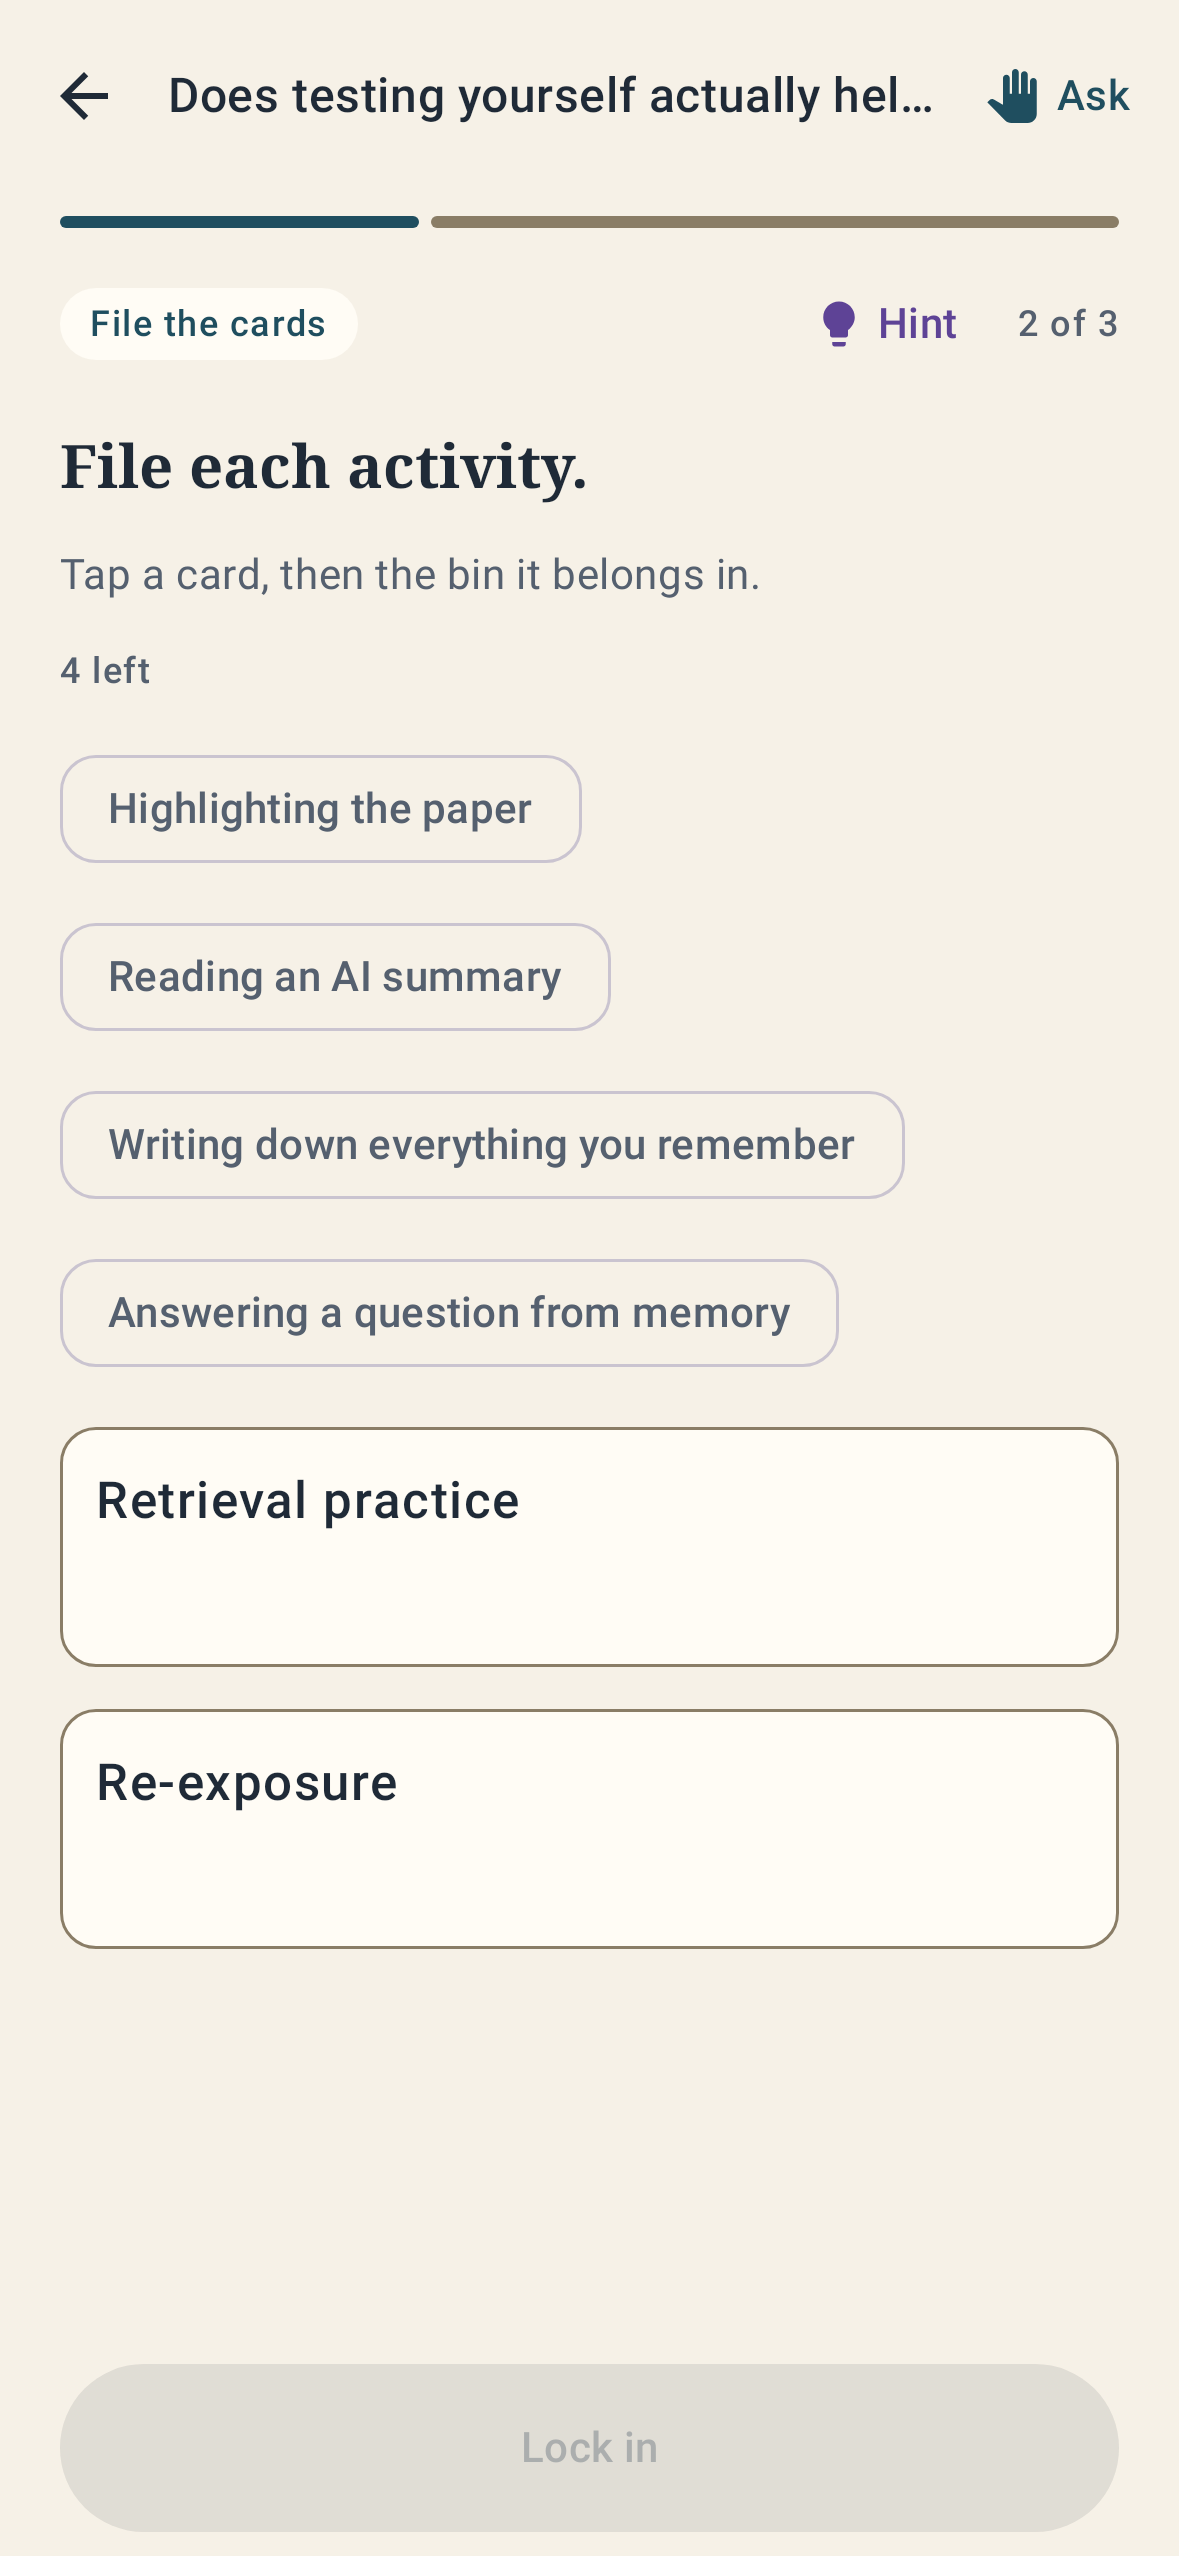 Does testing yourself actually hel…
Ask
File the cards
Hint
2 of 3
File each activity.
Tap a card, then the bin it belongs in.
4 left
Highlighting the paper
Reading an AI summary
Writing down everything you remember
Answering a question from memory
Retrieval practice
Re-exposure
Lock in